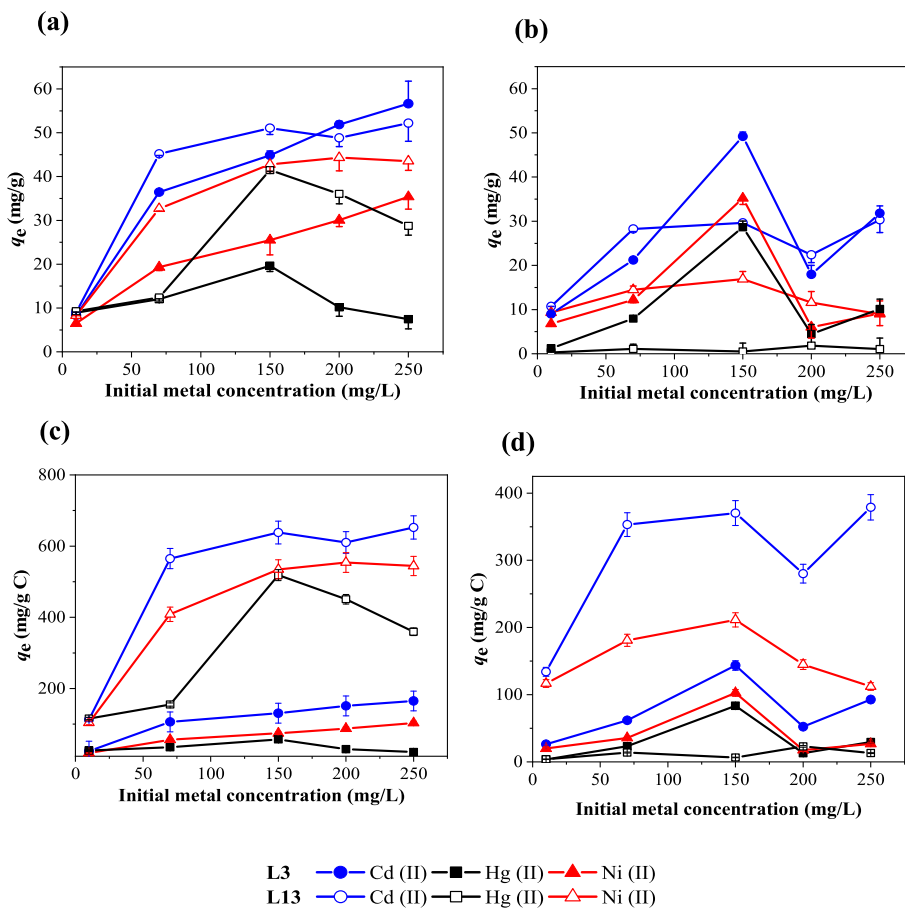 (a)
60
50
40
30
20
10
0
qe (mg/g)
0 50 100 150 200 250
Initial metal concentration (mg/L)
(b)
60
50
40
30
20
10
0
qe (mg/g)
0 50 100 150 200 250
Initial metal concentration (mg/L)
(c)
800
600
400
200
qe (mg/g C)
0 50 100 150 200 250
Initial metal concentration (mg/L)
(d)
400
300
200
100
0
qe (mg/g C)
0 50 100 150 200 250
Initial metal concentration (mg/L)
L3 Cd (II) Hg (II) Ni (II)
L13 Cd (II) Hg (II) Ni (II)